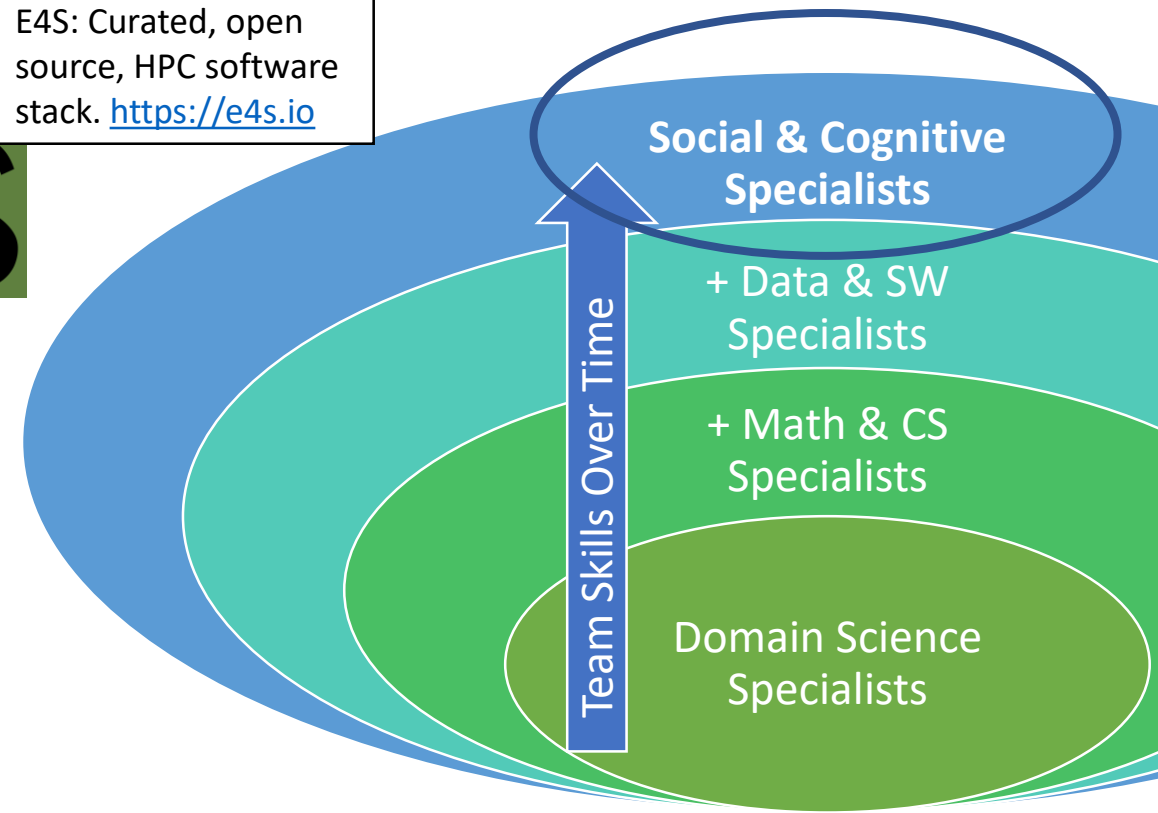 E4S: Curated, open
source, HPC software
stack. https://e4s.io
S
Social & Cognitive
Specialists
+ Data & SW
Specialists
+ Math & CS
Specialists
Domain Science
Specialists
Team Skills Over Time